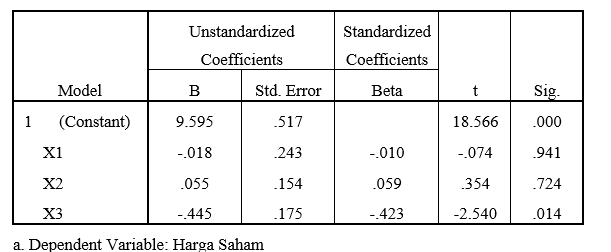 Unstandardized Standardized
Coefficients Coefficients
Model B Std. Error Beta t Sig.
1 (Constant) 9.595 .517 18.566 .000
X1 -.018 .243 -.010 -.074 .941
X2 .055 .154 .059 .354 .724
X3 -.445 .175 -.423 -2.540 .014
a. Dependent Variable: Harga Saham